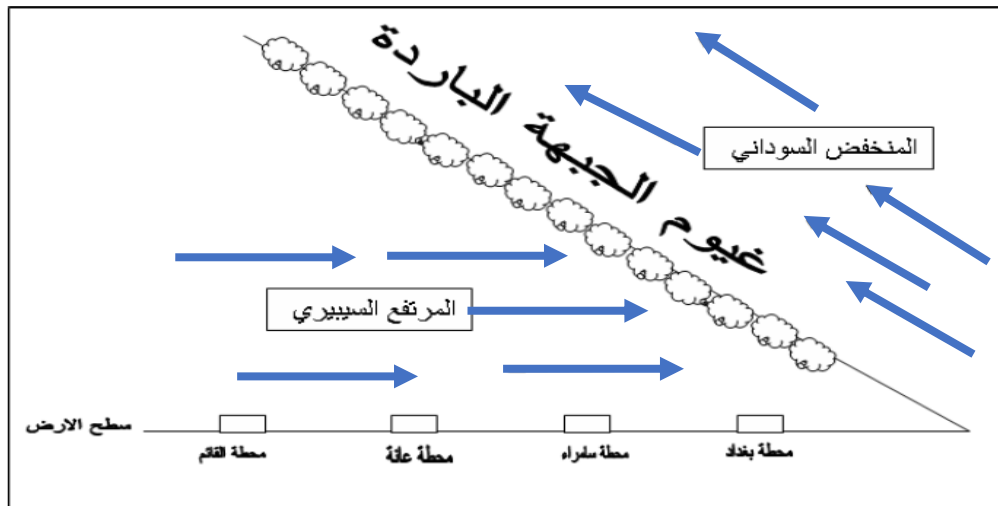 غيوم الجبهة الباردة
المنخفض السوداني
المرتفع السيبيري
سطح الارض
محطة بغداد
محطة سامراء
محطة عانة
محطة القائم